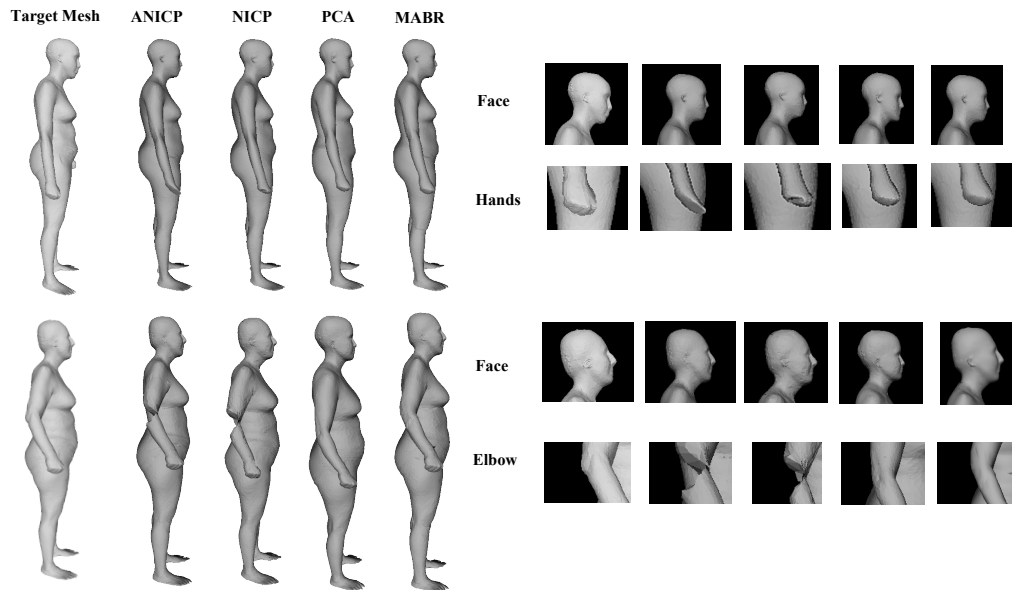 Target Mesh ANICP NICP PCA MABR
Face
Hands
Face
Elbow